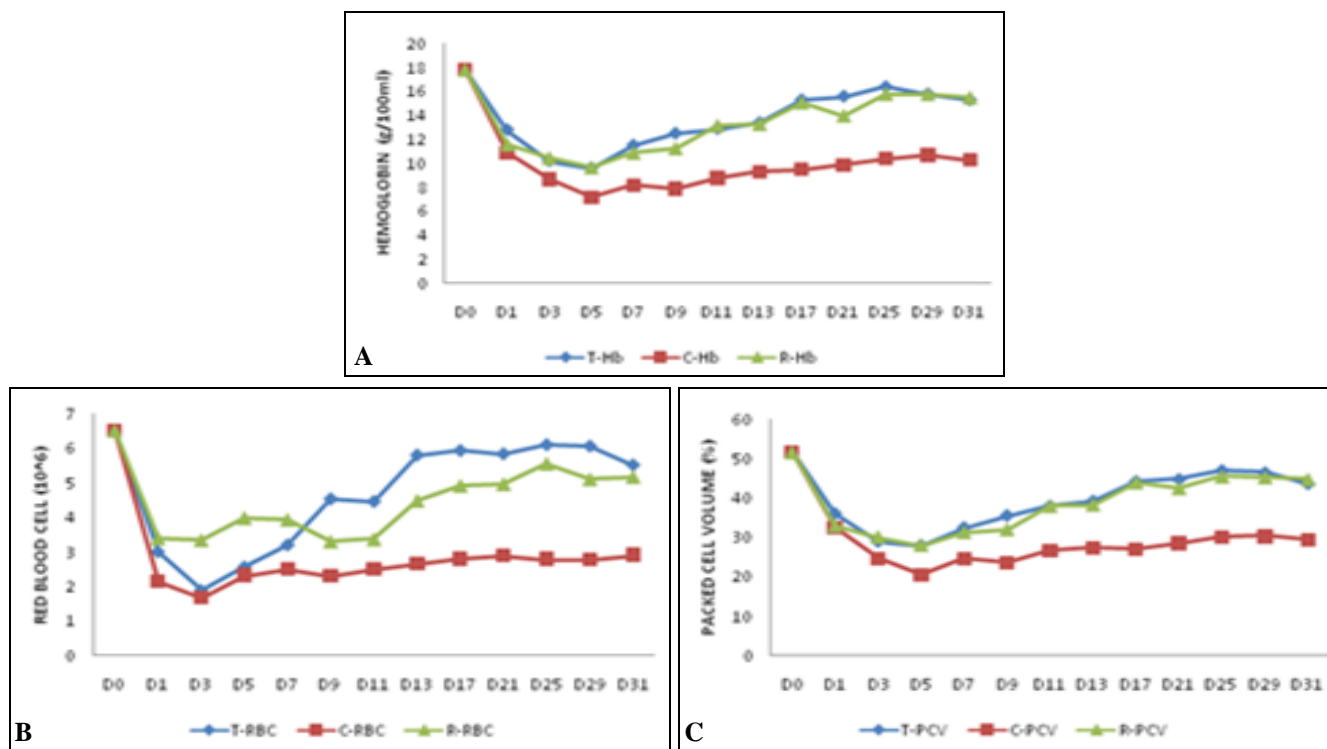 HEMOGLOBIN (g/100ml)
20
18
16
14
12
10
8
6
4
2
0
D0 D1 D3 D5 D7 D9 D11 D13 D17 D21 D25 D29 D31
T-Hb C-Hb R-Hb
A
RED BLOOD CELL (10^6)
7
6
5
4
3
2
1
0
D0 D1 D3 D5 D7 D9 D11 D13 D17 D21 D25 D29 D31
T-RBC C-RBC R-RBC
B
PACKED CELL VOLUME (%)
60
50
40
30
20
10
0
D0 D1 D3 D5 D7 D9 D11 D13 D17 D21 D25 D29 D31
T-PCV C-PCV R-PCV
C